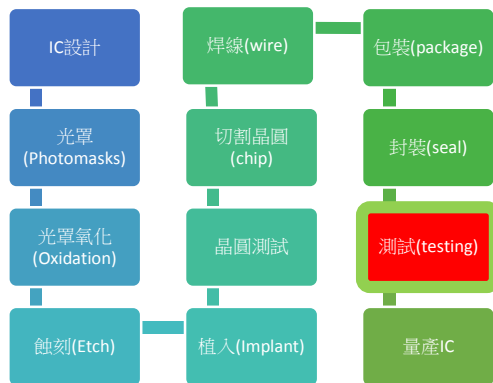 IC設計
光罩
(Photomasks)
光罩氧化
(Oxidation)
蝕刻(Etch)
植入(Implant)
晶圓測試
切割晶圓
(chip)
焊線(wire)
包裝(package)
封裝(seal)
測試(testing)
量產IC